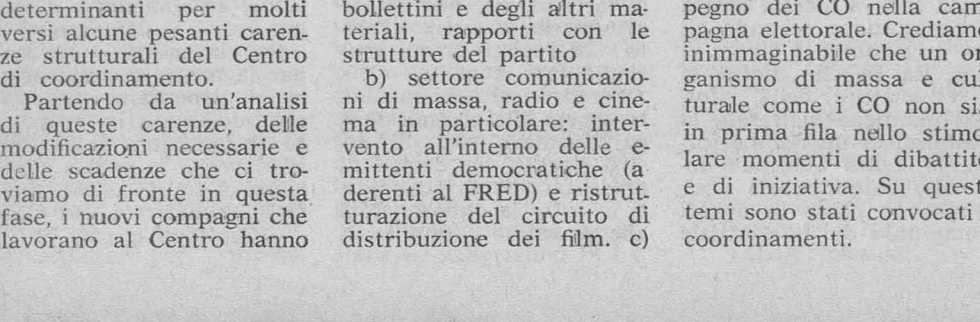 determinanti per molti
versi alcune pesanti caren-
ze strutturali del Centro
di coordinamento.
Partendo da un'analisi
di queste carenze, delle
modificazioni necessarie e
delle scadenze che ci tro-
viamo di fronte in questa
fase, i nuovi compagni che
lavorano al Centro hanno
bollettini e degli altri ma-
teriali, rapporti con le
strutture del partito
b) settore comunicazio-
ni di massa, radio e cine-
ma in particolare: inter-
vento all'interno delle e-
mittenti democratiche (a
derenti al FRED) e ristrut-
turazione del circuito di
distribuzione dei film. c)
pegno dei CO nella cam
pagna elettorale. Crediamo
inimmaginabile che un or
ganismo di massa e cul
turale come i CO non si
in prima fila nello stimo
lare momenti di dibattito
e di iniziativa. Su quest
temi sono stati convocati
coordinamenti.